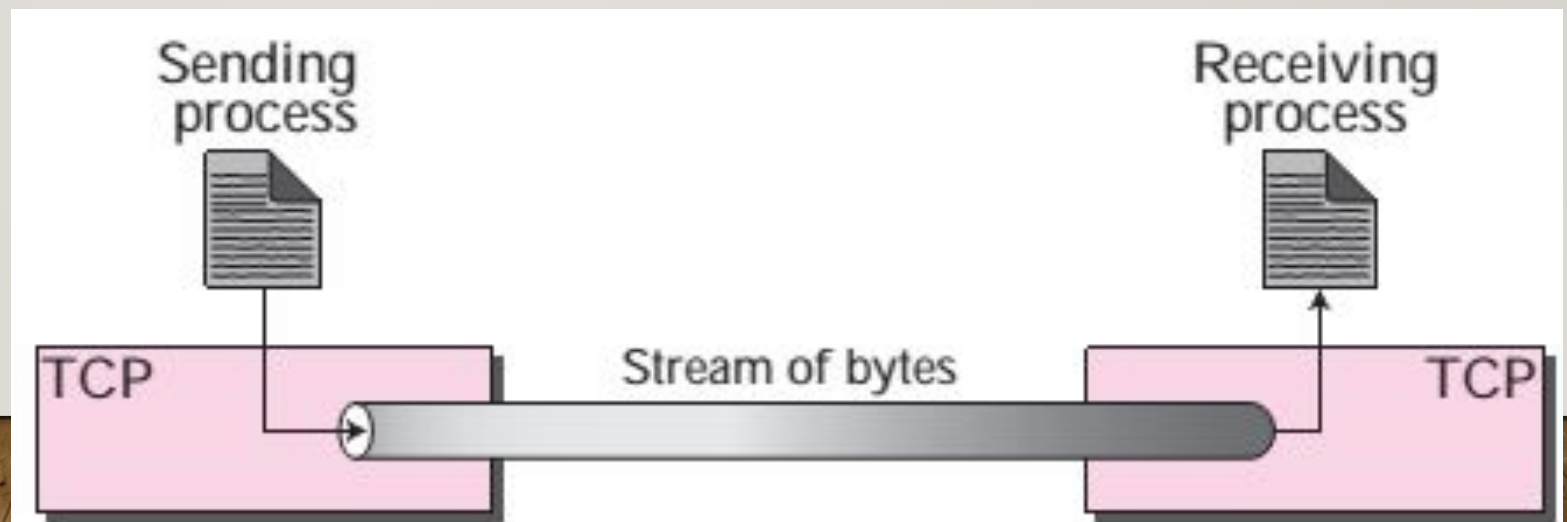 Sending
process
Receiving
process
TCP
Stream of bytes
TCP